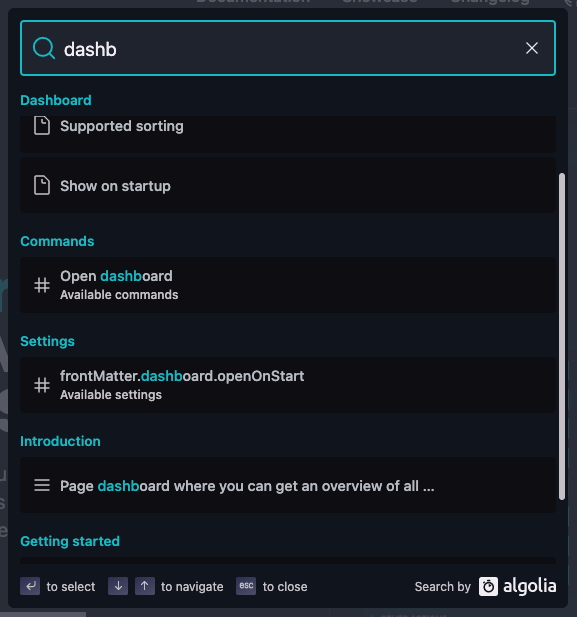 Documentation Showcase Changelog
dashb
Dashboard
Supported sorting
Show on startup
Commands
Open dashboard
Available commands
Settings
frontMatter.dashboard.openOnStart
Available settings
Introduction
Page dashboard where you can get an overview of all ...
Getting started
to select
to navigate
esc to close
Search by algolia